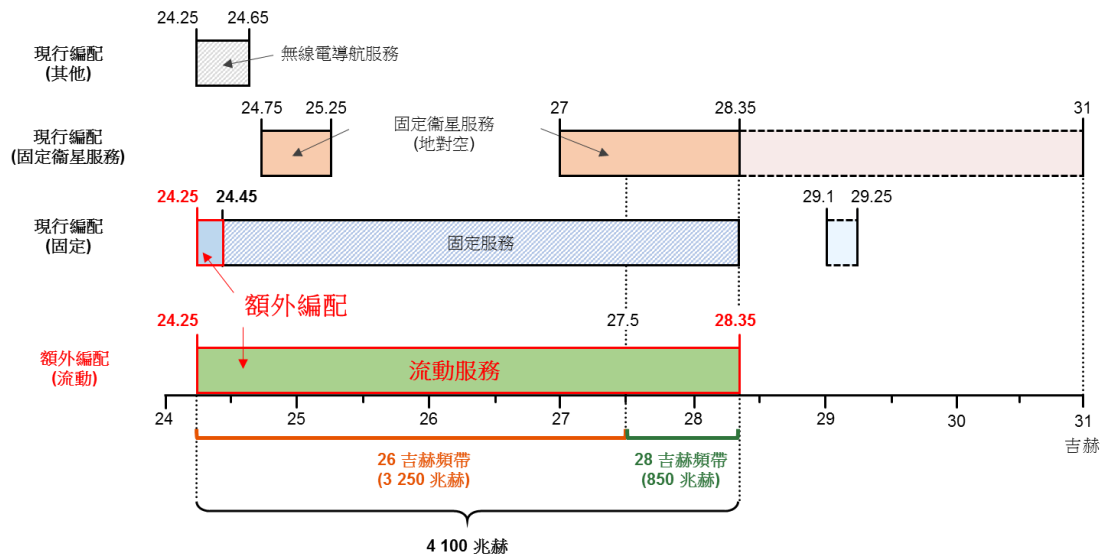 24.25 24.65
現行編配
(其他)
無線電導航服務
24.75 25.25 27 28.35 31
現行編配
(固定衞星服務)
固定衞星服務
(地對空)
24.25 24.45 29.1 29.25
現行編配
(固定)
固定服務
額外編配
24.25 27.5 28.35
額外編配
(流動)
流動服務
24 25 26 27 28 29 30 31
吉赫
26 吉赫頻帶
(3 250 兆赫)
28 吉赫頻帶
(850 兆赫)
4 100 兆赫